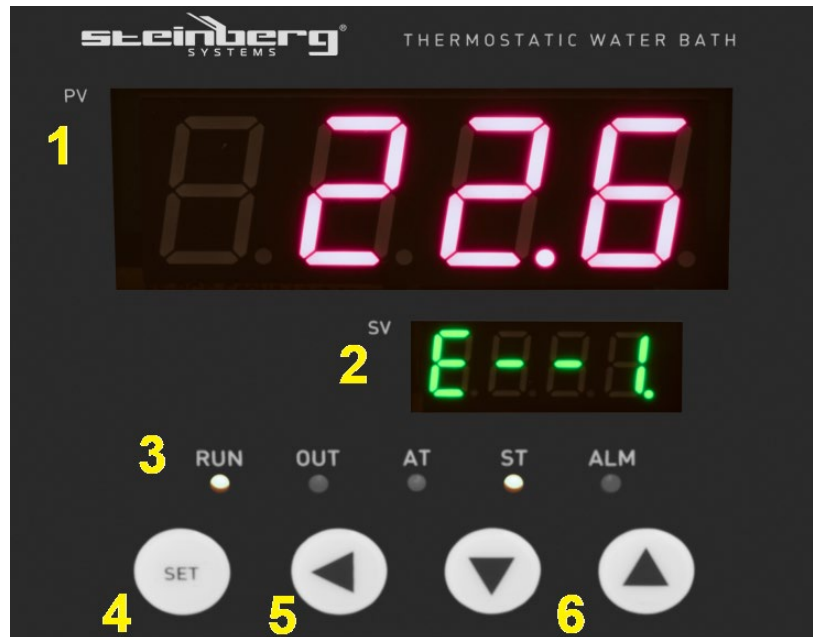 steinberg®
SYSTEMS
THERMOSTATIC WATER BATH
PV
1
22.6
SV
2
E--1.
3
RUN OUT AT ST ALM
SET
4 5 6